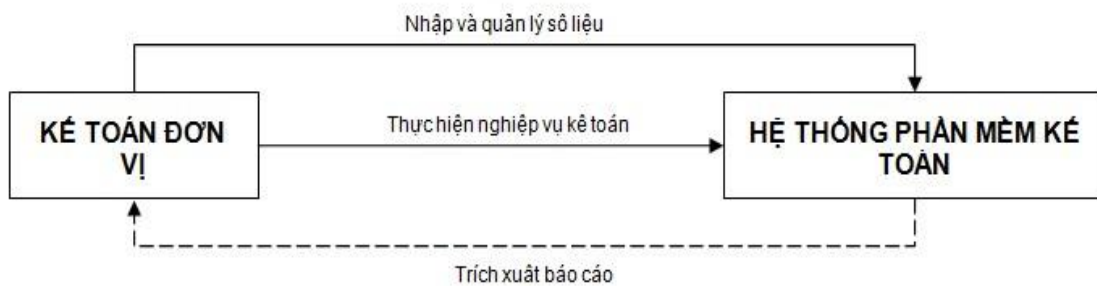 Nhập và quản lý số liệu
KẾ TOÁN ĐƠN
VỊ
Thực hiện nghiệp vụ kế toán
HỆ THỐNG PHẦN MỀM KẾ
TOÁN
Trích xuất báo cáo